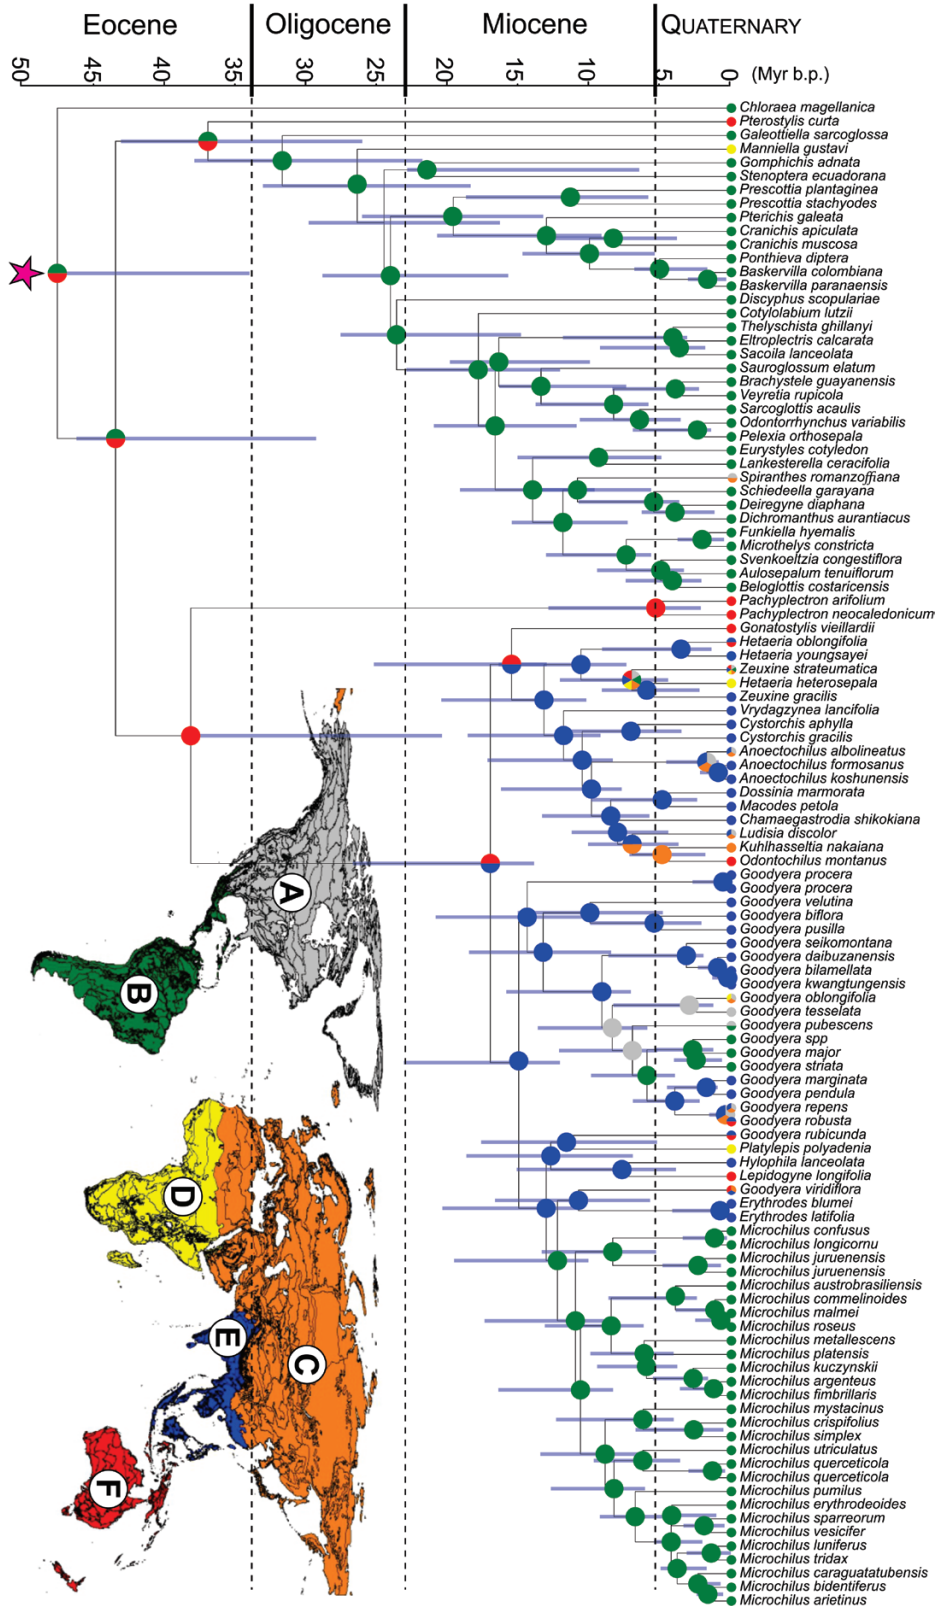 Eocene Oligocene Miocene QUATERNARY
50 45 40 35 30 25 20 15 10 5 0 (Myr b.p.)
Chloraea magellanica
Pterostylis curta
Galeottiella sarcoglossa
Manniella gustavi
Gomphichis adnata
Stenoptera ecuadorana
Prescottia plantaginea
Prescottia stachyodes
Pterichis galeata
Cranichis apiculata
Cranichis muscosa
Ponthieva diptera
Baskervilla colombiana
Baskervilla paranaensis
Discyphus scopulariae
Cotylolabium lutzii
Thelyschista ghillanyi
Eltroplectris calcarata
Sacoila lanceolata
Sauroglossum elatum
Brachystele guayanensis
Veyretia rupicola
Sarcoglottis acaulis
Odontorrhynchus variabilis
Pelexia orthosepala
Eurystyles cotyledon
Lankesterella ceracifolia
Spiranthes romanzoffiana
Schiedeella garayana
Deiregyne diaphana
Dichromanthus aurantiacus
Funkiella hyemalis
Microthelys constricta
Svenkoeltzia congestiflora
Aulosepalum tenuiflorum
Beloglottis costaricensis
Pachyplectron arifolium
Pachyplectron neocaledonicum
Gonatostylis vieillardii
Hetaeria oblongifolia
Hetaeria youngsayei
Zeuxine strateumatica
Hetaeria heterosepala
Zeuxine gracilis
Vrydagzynea lancifolia
Cystorchis aphylla
Cystorchis gracilis
Anoectochilus albolineatus
Anoectochilus formosanus
Anoectochilus koshunensis
Dossinia marmorata
Macodes petola
Chamaegastrodia shikokiana
Ludisia discolor
Kuhlhasseltia nakaiana
Odontochilus montanus
Goodyera procera
Goodyera procera
Goodyera velutina
Goodyera biflora
Goodyera pusilla
Goodyera seikomontana
Goodyera daibuzanensis
Goodyera bilamellata
Goodyera kwangtungensis
Goodyera oblongifolia
Goodyera tesselata
Goodyera pubescens
Goodyera spp
Goodyera major
Goodyera striata
Goodyera marginata
Goodyera pendula
Goodyera repens
Goodyera robusta
Goodyera rubicunda
Platylepis polyadenia
Hylophila lanceolata
Lepidogyne longifolia
Goodyera viridiflora
Erythrodes blumei
Erythrodes latifolia
Microchilus confusus
Microchilus longicornu
Microchilus juruenensis
Microchilus juruenensis
Microchilus austrobrasiliensis
Microchilus commelinoides
Microchilus malmei
Microchilus roseus
Microchilus metallescens
Microchilus platensis
Microchilus kuczynskii
Microchilus argenteus
Microchilus fimbrillaris
Microchilus mystacinus
Microchilus crispifolius
Microchilus simplex
Microchilus utriculatus
Microchilus querceticola
Microchilus querceticola
Microchilus pumilus
Microchilus erythrodeoides
Microchilus sparreorum
Microchilus vesicifer
Microchilus luniferus
Microchilus tridax
Microchilus caraguatatubensis
Microchilus bidentiferus
Microchilus arietinus
A
B
D
E
C
F